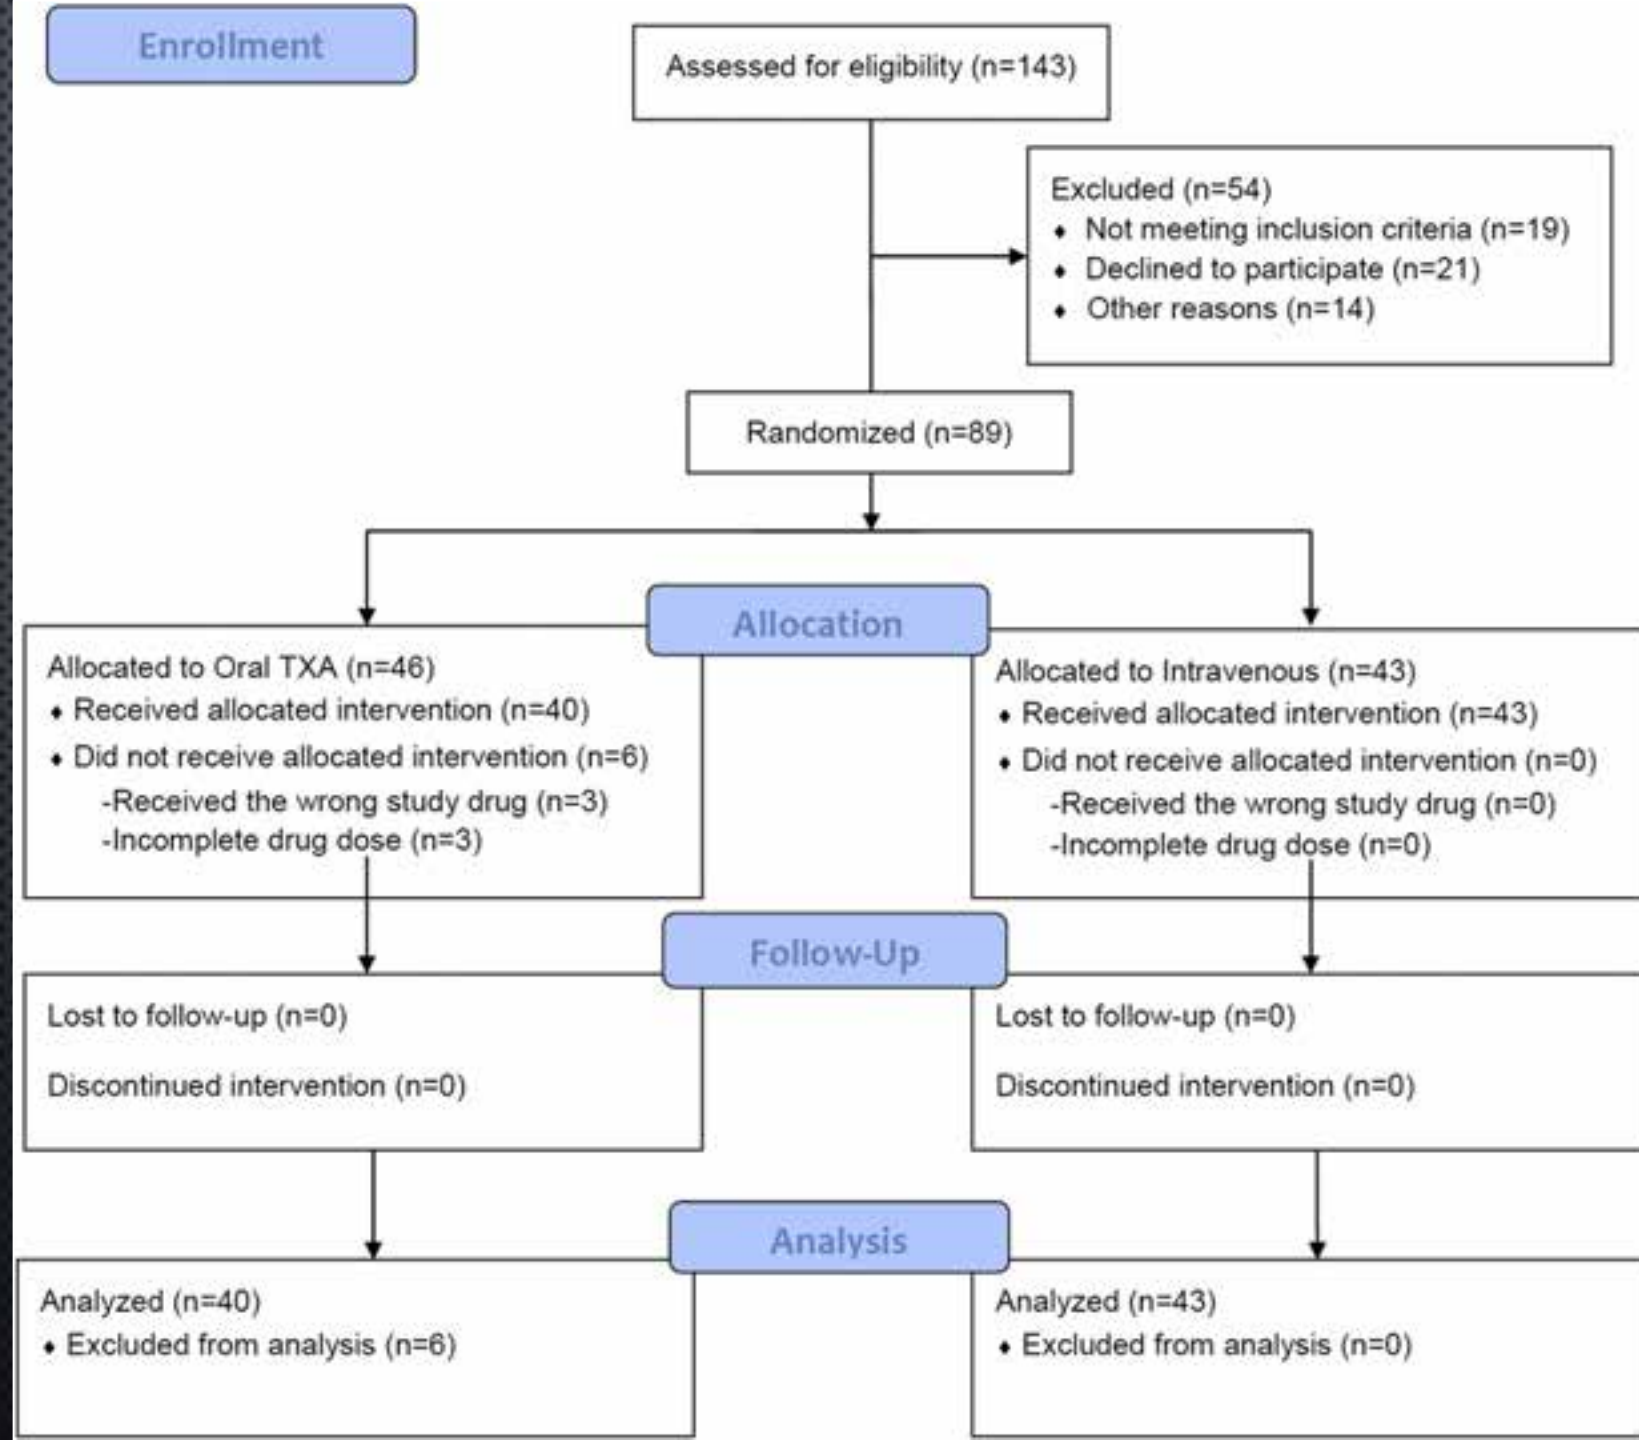 Enrollment
Assessed for eligibility (n=143)
Excluded (n=54)
♦ Not meeting inclusion criteria (n=19)
♦ Declined to participate (n=21)
♦ Other reasons (n=14)
Randomized (n=89)
Allocation
Allocated to Oral TXA (n=46)
♦ Received allocated intervention (n=40)
♦ Did not receive allocated intervention (n=6)
-Received the wrong study drug (n=3)
-Incomplete drug dose (n=3)
Allocated to Intravenous (n=43)
♦ Received allocated intervention (n=43)
♦ Did not receive allocated intervention (n=0)
-Received the wrong study drug (n=0)
-Incomplete drug dose (n=0)
Follow-Up
Lost to follow-up (n=0)
Discontinued intervention (n=0)
Lost to follow-up (n=0)
Discontinued intervention (n=0)
Analysis
Analyzed (n=40)
♦ Excluded from analysis (n=6)
Analyzed (n=43)
♦ Excluded from analysis (n=0)